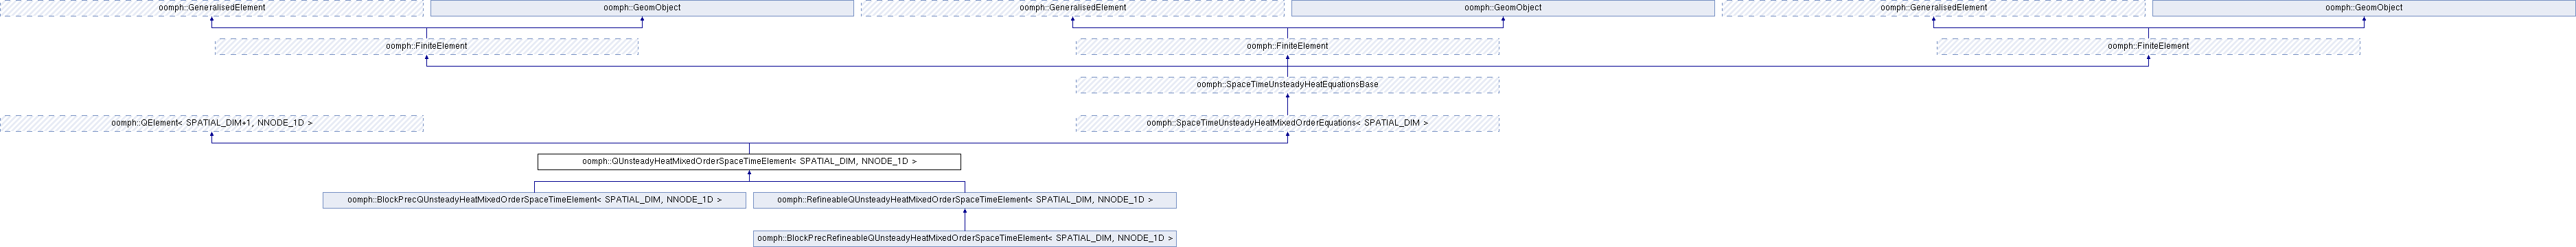 oomph::GeneralisedElement
oomph::GeomObject
oomph::GeneralisedElement
oomph::GeomObject
oomph::GeneralisedElement
oomph::GeomObject
oomph::FiniteElement
oomph::FiniteElement
oomph::FiniteElement
oomph::SpaceTimeUnsteadyHeatEquationsBase
oomph::QElement< SPATIAL_DIM+1, NNODE_1D >
oomph::SpaceTimeUnsteadyHeatMixedOrderEquations< SPATIAL_DIM >
oomph::QUnsteadyHeatMixedOrderSpaceTimeElement< SPATIAL_DIM, NNODE_1D >
oomph::BlockPrecQUnsteadyHeatMixedOrderSpaceTimeElement< SPATIAL_DIM, NNODE_1D >
oomph::RefineableQUnsteadyHeatMixedOrderSpaceTimeElement< SPATIAL_DIM, NNODE_1D >
oomph::BlockPrecRefineableQUnsteadyHeatMixedOrderSpaceTimeElement< SPATIAL_DIM, NNODE_1D >